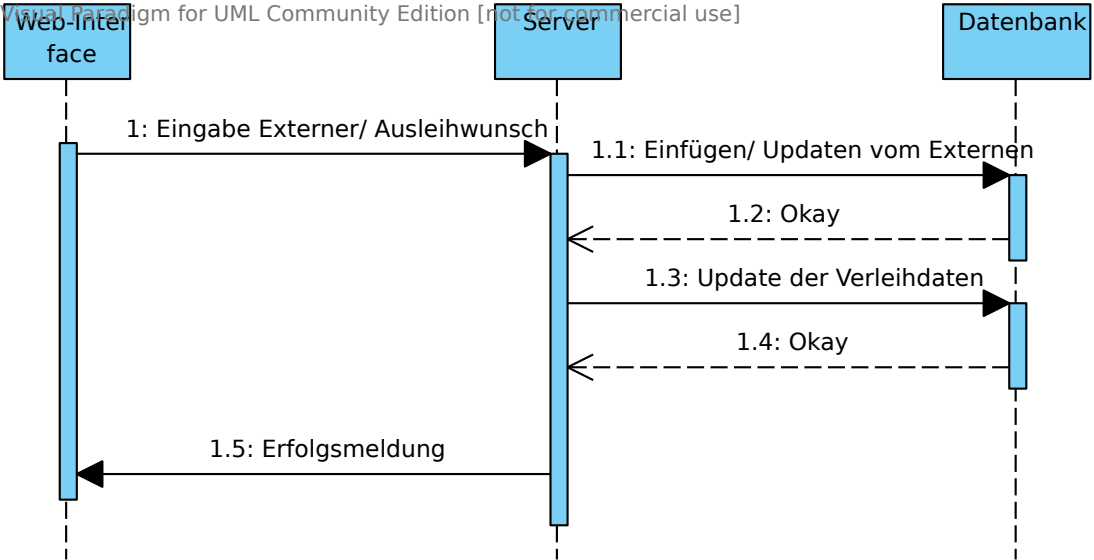 Visual Paradigm for UML Community Edition [not for commercial use]
Web-Inter
face
Server
Datenbank
1: Eingabe Externer/ Ausleihwunsch
1.1: Einfügen/ Updaten vom Externen
1.2: Okay
1.3: Update der Verleihdaten
1.4: Okay
1.5: Erfolgsmeldung